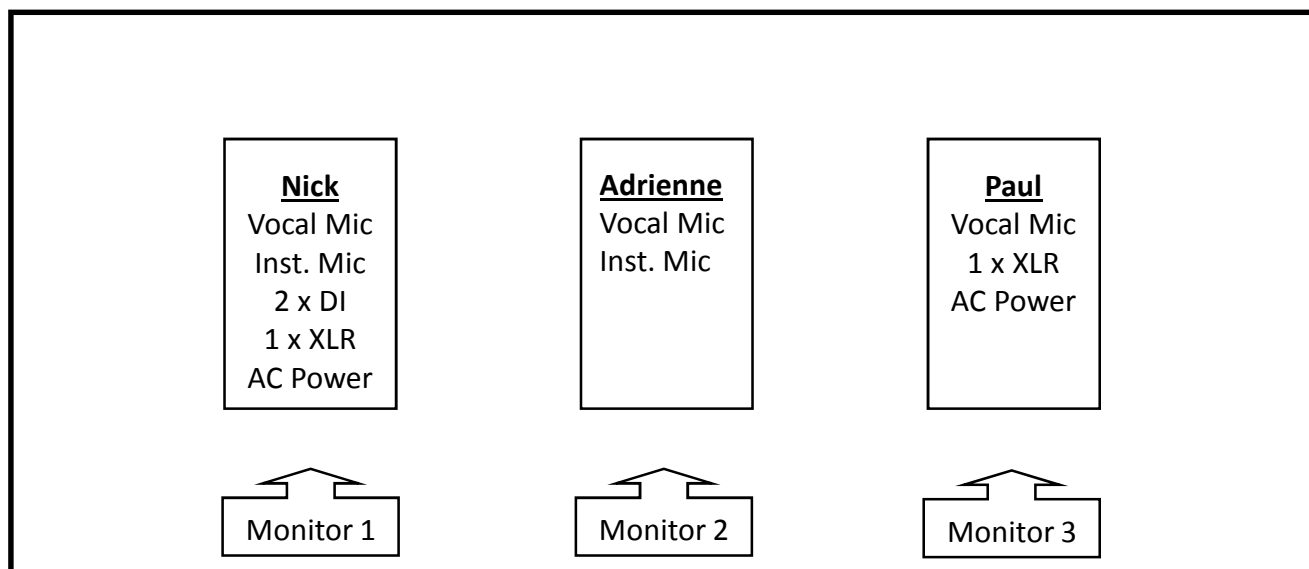 Nick
Vocal Mic
Inst. Mic
2 x DI
1 x XLR
AC Power
Adrienne
Vocal Mic
Inst. Mic
Paul
Vocal Mic
1 x XLR
AC Power
Monitor 1
Monitor 2
Monitor 3